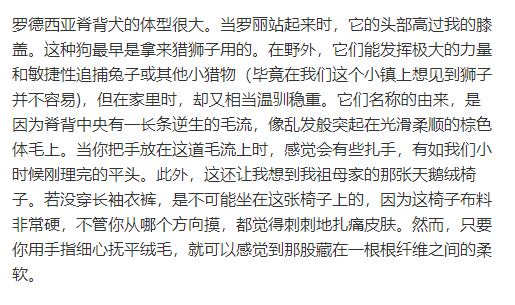 罗德西亚脊背犬的体型很大。当罗丽站起来时，它的头部高过我的膝
盖。这种狗最早是拿来猎狮子用的。在野外，它们能发挥极大的力量
和敏捷性追捕兔子或其他小猎物（毕竟在我们这个小镇上想见到狮子
并不容易)，但在家里时，却又相当温驯稳重。它们名称的由来，是
因为脊背中央有一长条逆生的毛流，像乱发般突起在光滑柔顺的棕色
体毛上。当你把手放在这道毛流上时，感觉会有些扎手，有如我们小
时候刚理完的平头。此外，这还让我想到我祖母家的那张天鹅绒椅
子。若没穿长袖衣裤，是不可能坐在这张椅子上的，因为这椅子布料
非常硬，不管你从哪个方向摸，都觉得刺刺地扎痛皮肤。然而，只要
你用手指细心抚平绒毛，就可以感觉到那股藏在一根根纤维之间的柔
软。